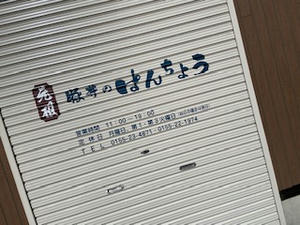 元祖
豚丼のぱんちょう
営業時間 11:00~19:00
定休日 月曜日、第1・第3火曜日
TEL 0155-23-4871・0155-22-1974